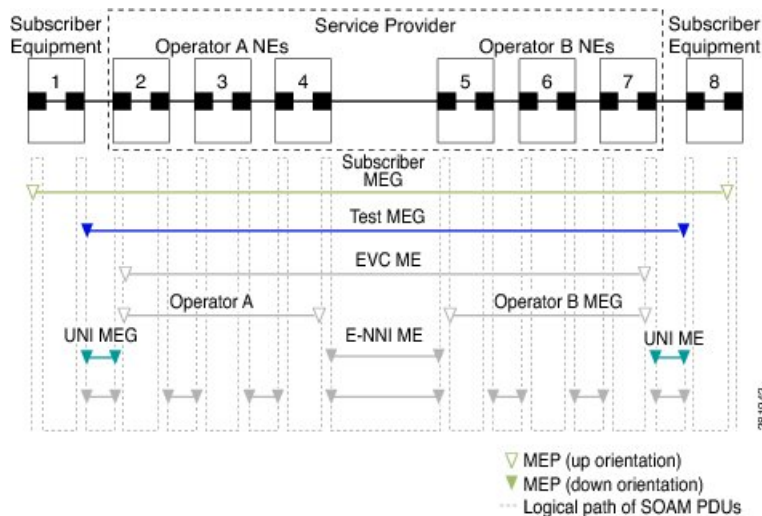 Subscriber Equipment
Service Provider
Subscriber Equipment
Operator A NEs
Operator B NEs
1
2
3
4
5
6
7
8
Subscriber
MEG
Test MEG
EVC ME
Operator A
Operator B MEG
UNI MEG
E-NNI ME
UNI ME
MEP (up orientation)
MEP (down orientation)
Logical path of SOAM PDUs